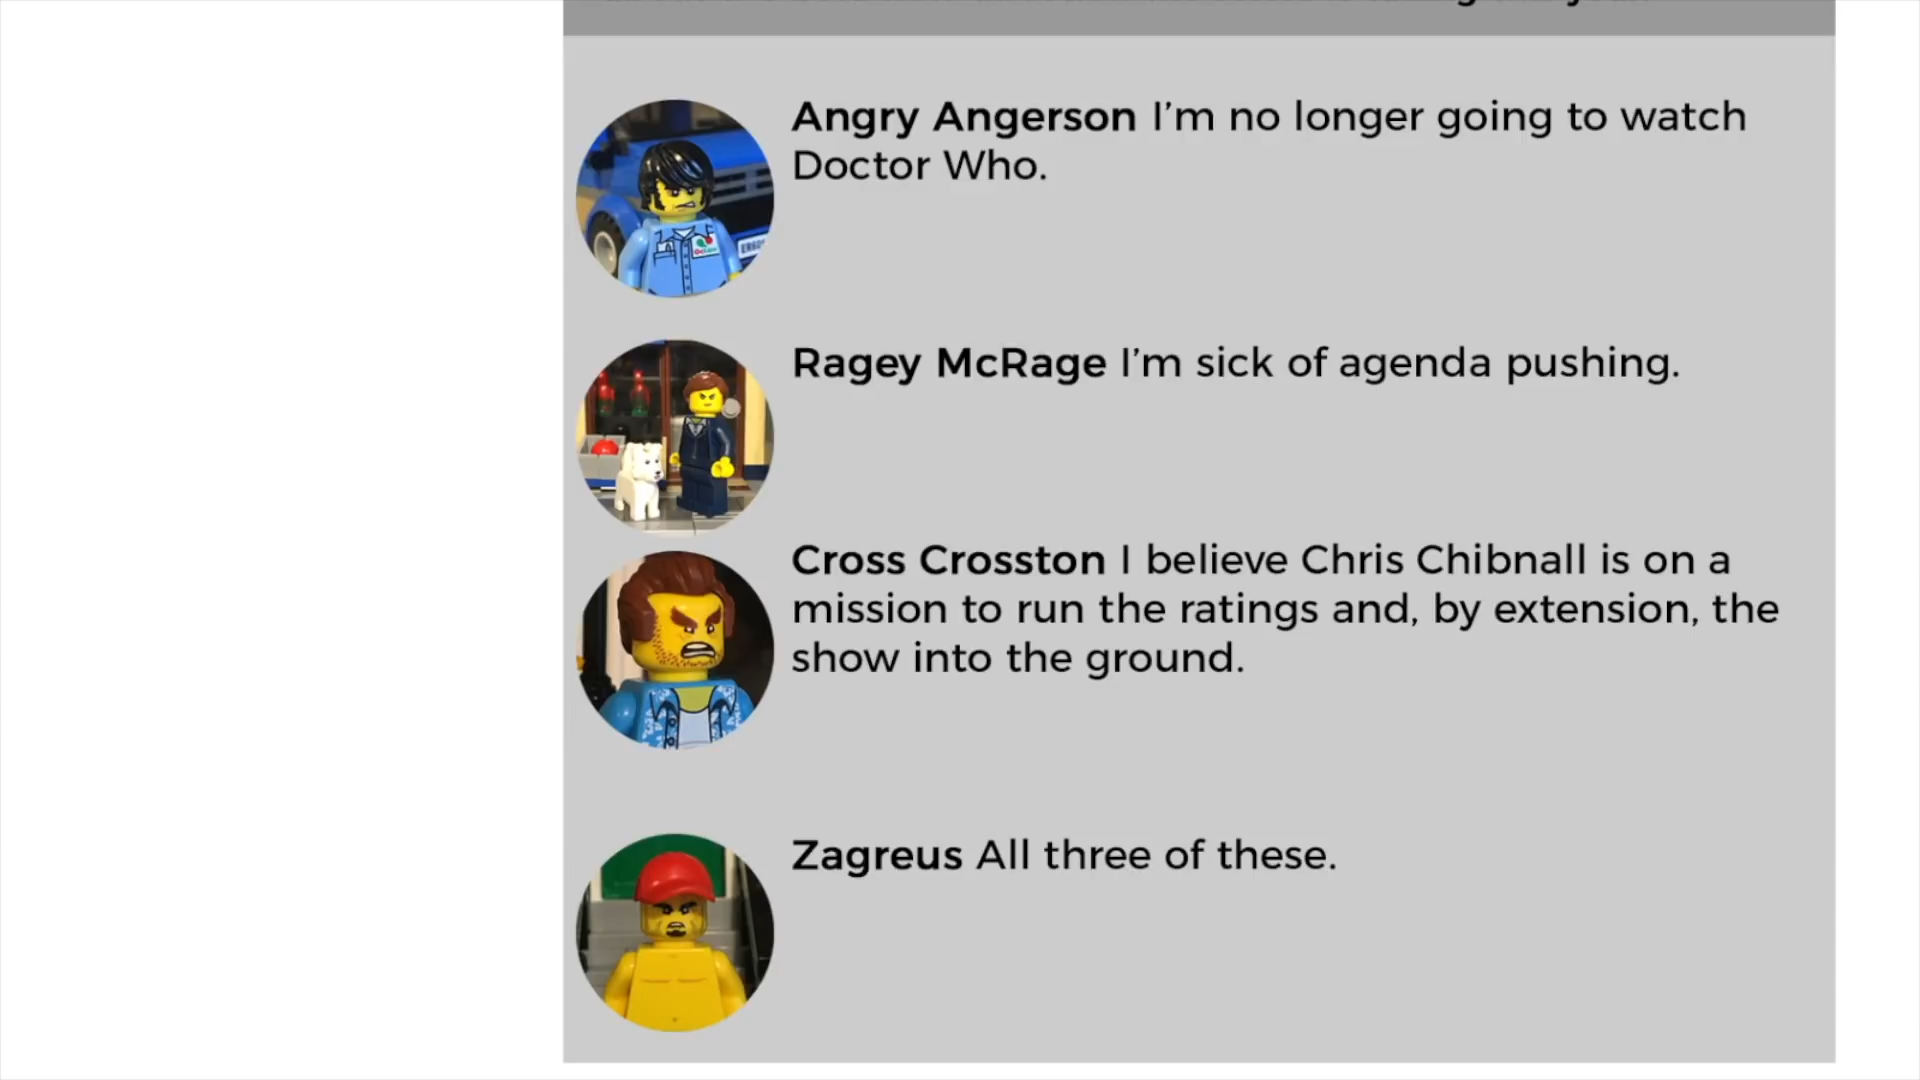 Angry Angerson I’m no longer going to watch
Doctor Who.
Ragey McRage I’m sick of agenda pushing.
Cross Crosston I believe Chris Chibnall is on a
mission to run the ratings and, by extension, the
show into the ground.
Zagreus All three of these.